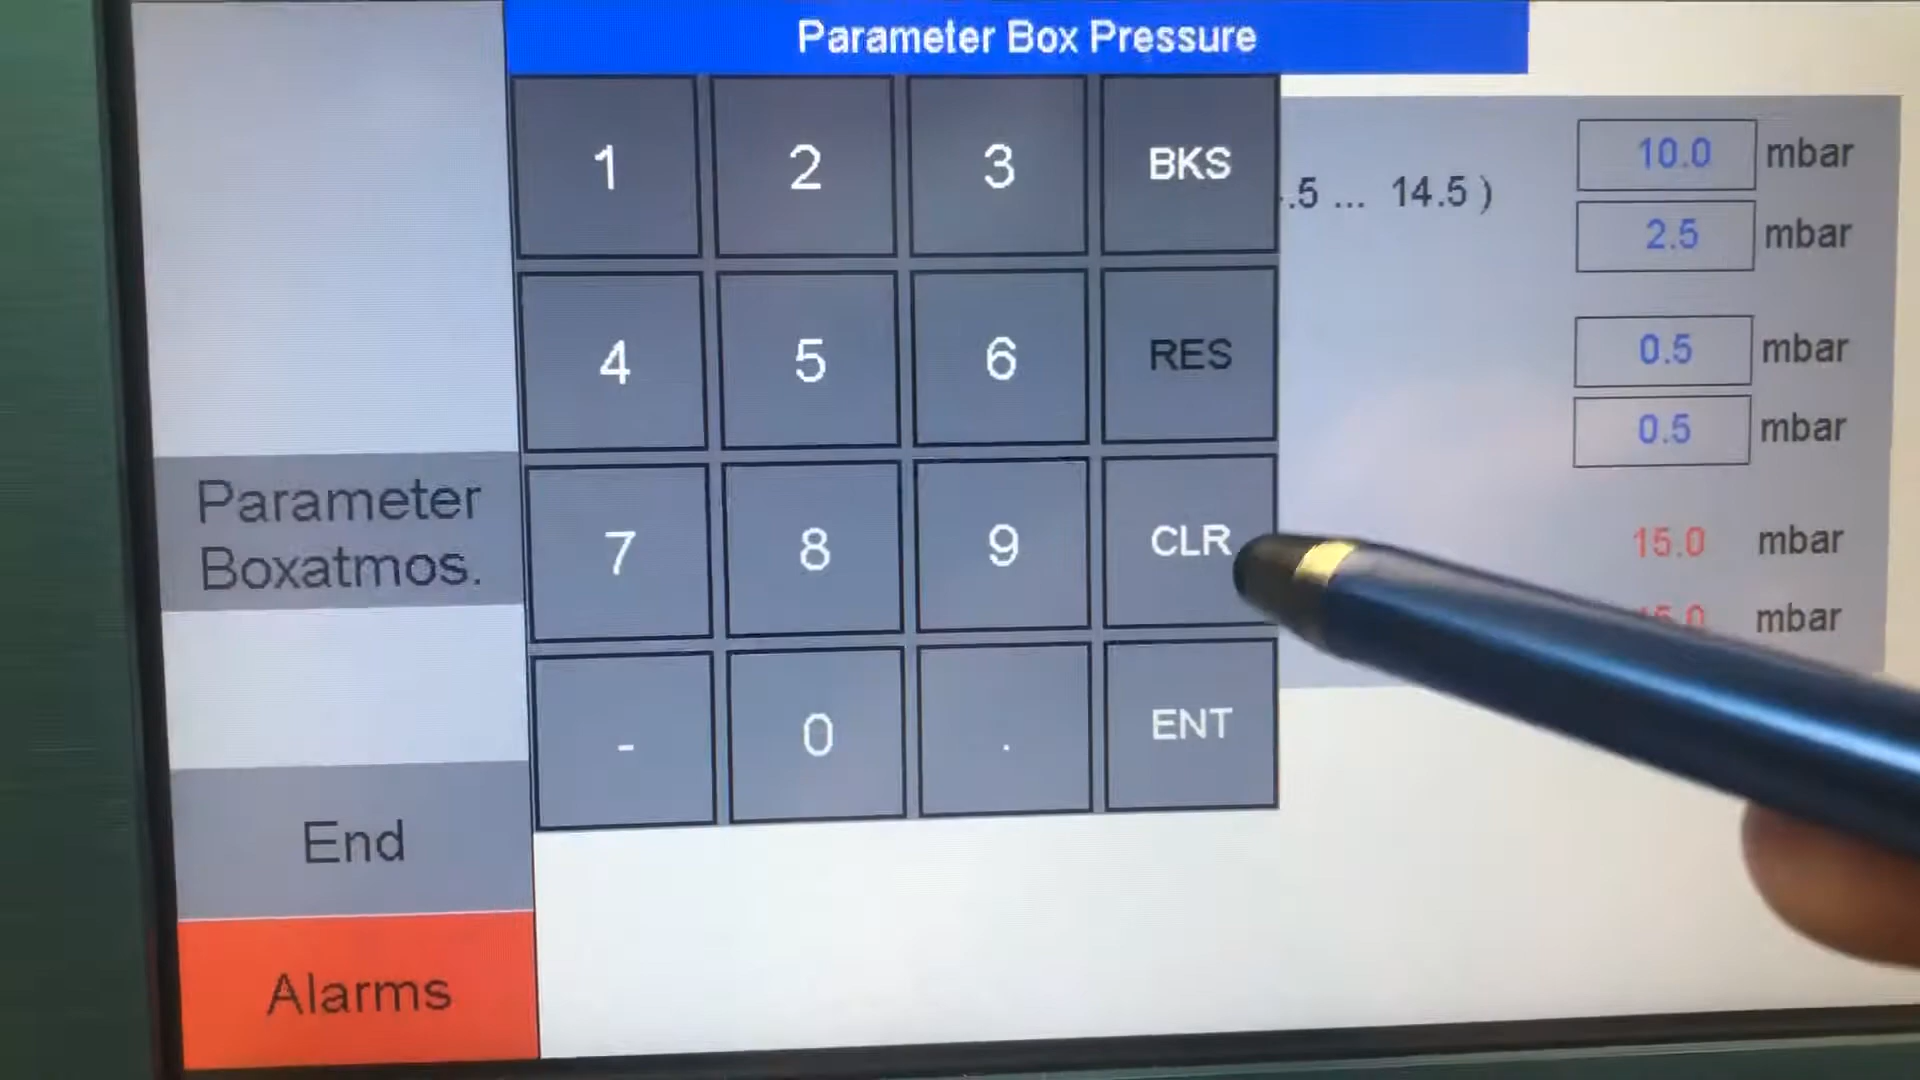 Parameter Box Pressure
1 2 3 BKS
4 5 6 RES
7 8 9 CLR
- 0 . ENT
.5 ... 14.5 )
10.0 mbar
2.5 mbar
0.5 mbar
0.5 mbar
15.0 mbar
mbar
Parameter
Boxatmos.
End
Alarms